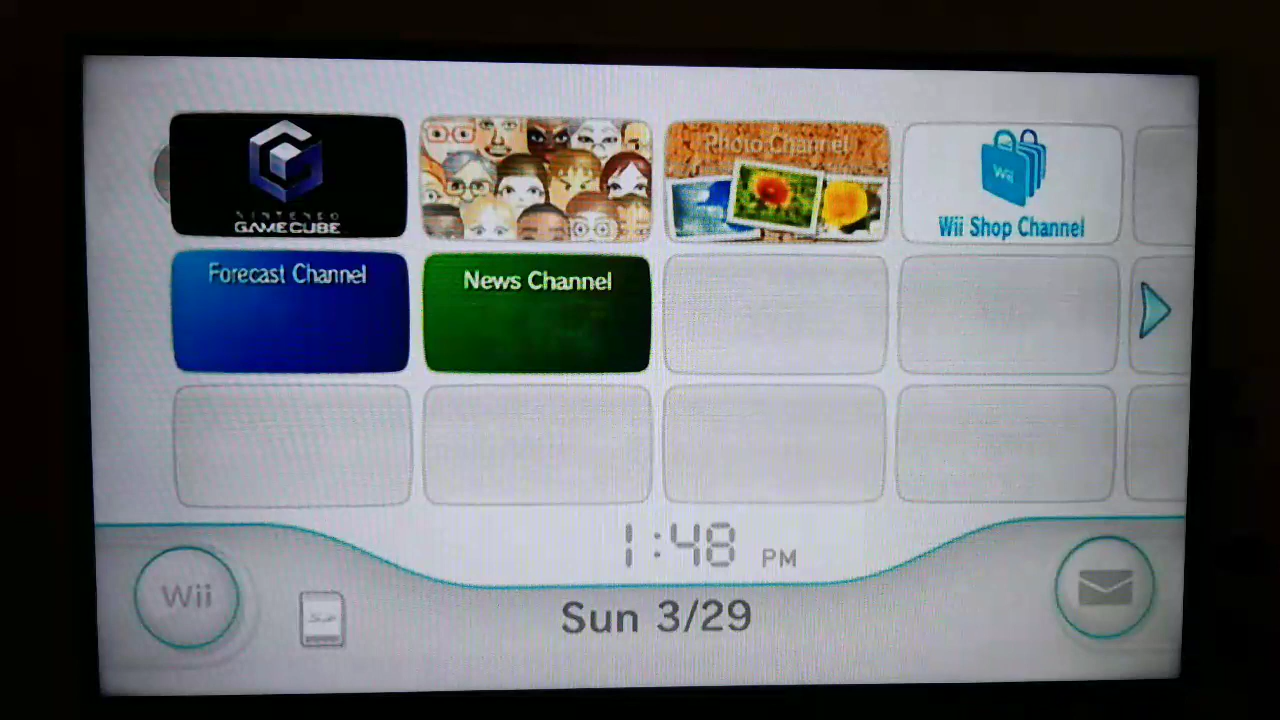 NINTENDO
GAMECUBE
Photo Channel
Wii
Wii Shop Channel
Forecast Channel
News Channel
1:48 PM
Wii
Sun 3/29